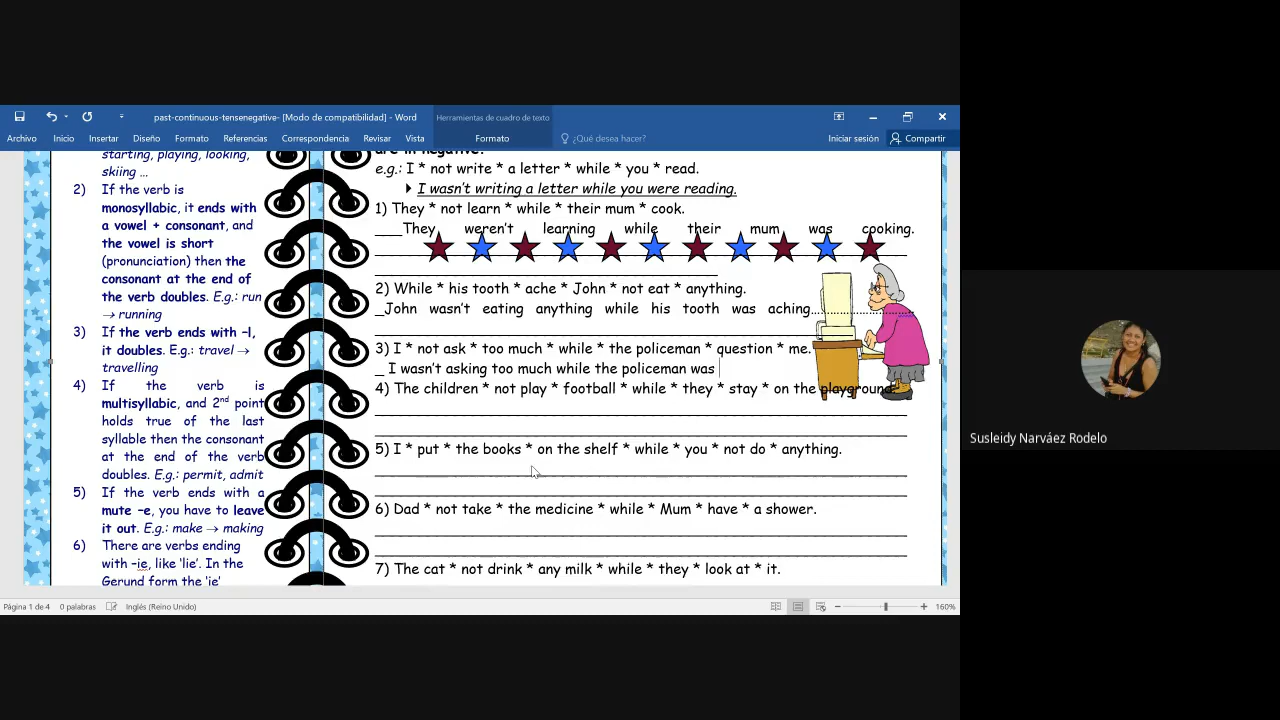 past-continuous-tensenegative- [Modo de compatibilidad] - Word
Herramientas de cuadro de texto
Archivo Inicio Insertar Diseño Formato Referencias Correspondencia Revisar Vista Formato ¿Qué desea hacer? Iniciar sesión Compartir
starting, playing, looking,
skiing ...
2) If the verb is
monosyllabic, it ends with
a vowel + consonant, and
the vowel is short
(pronunciation) then the
consonant at the end of
the verb doubles. E.g.: run
→ running
3) If the verb ends with –l,
it doubles. E.g.: travel →
travelling
4) If the verb is
multisyllabic, and 2nd point
holds true of the last
syllable then the consonant
at the end of the verb
doubles. E.g.: permit, admit
5) If the verb ends with a
mute –e, you have to leave
it out. E.g.: make → making
6) There are verbs ending
with –ie, like ‘lie’. In the
Gerund form the ‘ie’
are in negative.
e.g.: I * not write * a letter * while * you * read.
I wasn’t writing a letter while you were reading.
1) They * not learn * while * their mum * cook.
___They weren’t learning while their mum was cooking.
2) While * his tooth * ache * John * not eat * anything.
_John wasn’t eating anything while his tooth was aching
3) I * not ask * too much * while * the policeman * question * me.
_ I wasn’t asking too much while the policeman was
4) The children * not play * football * while * they * stay * on the playground.
5) I * put * the books * on the shelf * while * you * not do * anything.
6) Dad * not take * the medicine * while * Mum * have * a shower.
7) The cat * not drink * any milk * while * they * look at * it.
Página 1 de 4 0 palabras Inglés (Reino Unido) 160%
Susleidy Narváez Rodelo